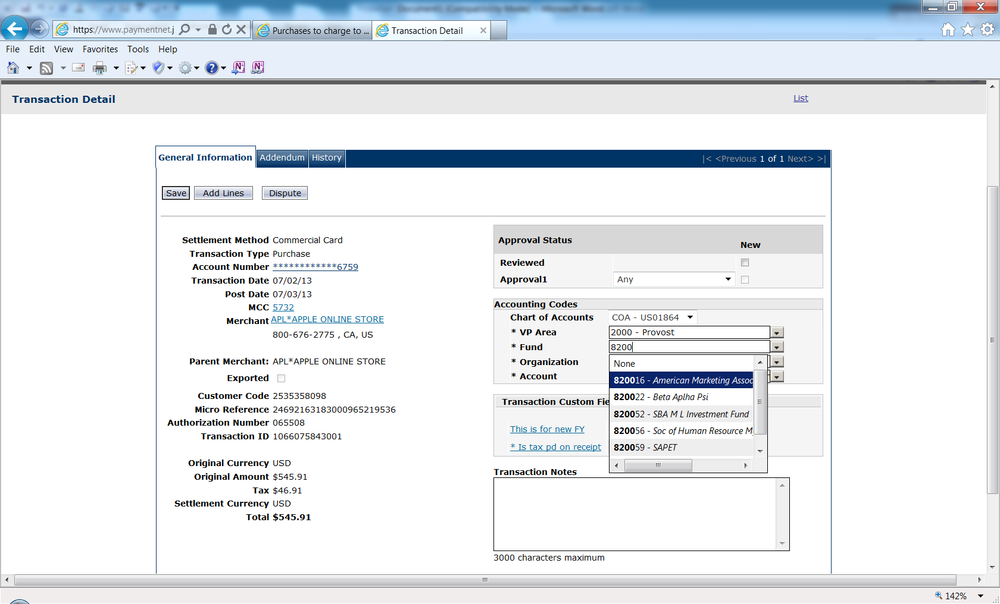 https://www.paymentnet.j
Purchases to charge to ...
Transaction Detail
File Edit View Favorites Tools Help
Transaction Detail
List
General Information
Addendum
History
|< <Previous 1 of 1 Next> >|
Save
Add Lines
Dispute
Settlement Method Commercial Card
Transaction Type Purchase
Account Number ************6759
Transaction Date 07/02/13
Post Date 07/03/13
MCC 5732
Merchant APL*APPLE ONLINE STORE
800-676-2775 , CA, US
Parent Merchant: APL*APPLE ONLINE STORE
Exported
Customer Code 2535358098
Micro Reference 24692163183000965219536
Authorization Number 065508
Transaction ID 1066075843001
Original Currency USD
Original Amount $545.91
Tax $46.91
Settlement Currency USD
Total $545.91
Approval Status
New
Reviewed
Approval1 Any
Accounting Codes
Chart of Accounts COA - US01864
* VP Area 2000 - Provost
* Fund 8200
* Organization
* Account
None
820016 - American Marketing Assoc
820022 - Beta Aplha Psi
820052 - SBA M L Investment Fund
820056 - Soc of Human Resource M
820059 - SAPET
Transaction Custom Fie
This is for new FY
* Is tax pd on receipt
Transaction Notes
3000 characters maximum
142%